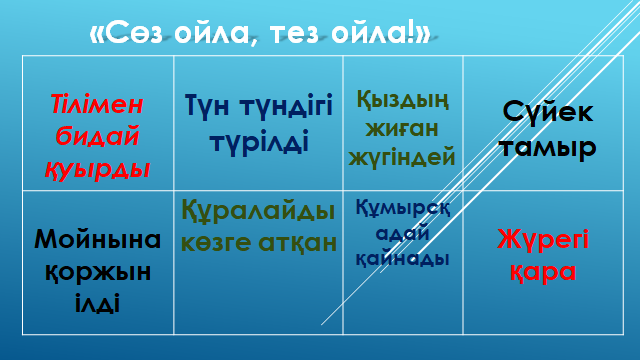 «Сөз ойла, тез ойла!»
Тілімен
бидай
қуырды
Түн түндігі
түрілді
Қыздың
жиған
жүгіндей
Сүйек
тамыр
Мойнына
қоржын
ілді
Құралайды
көзге атқан
Құмырсқ
адай
қайнады
Жүрегі
қара